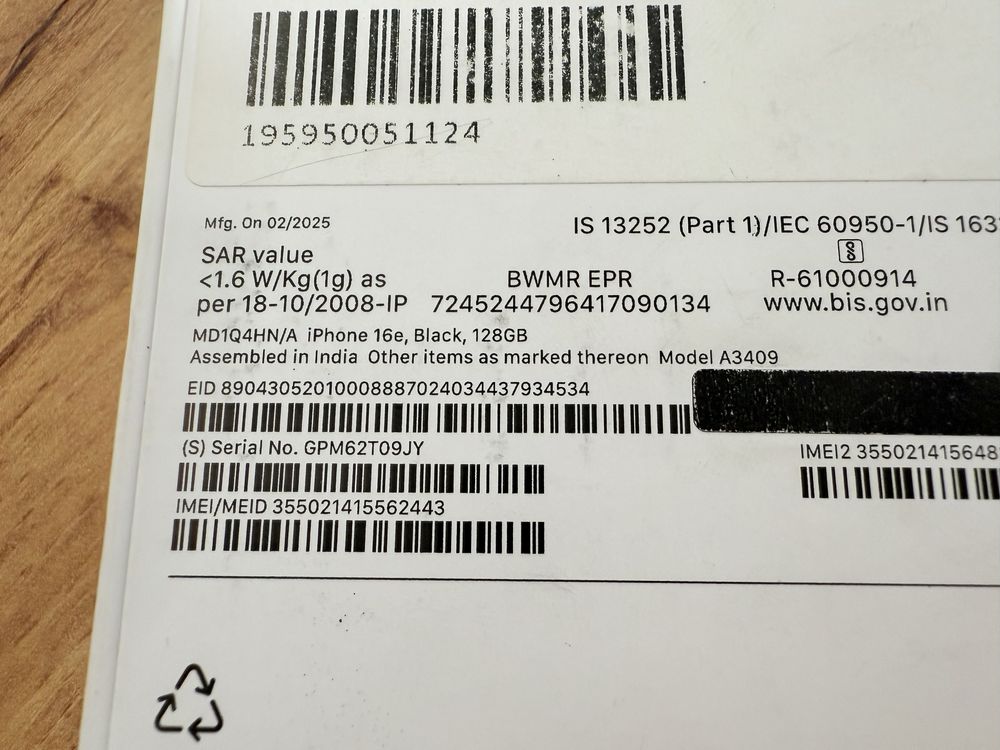 195950051124
Mfg. On 02/2025
IS 13252 (Part 1)/IEC 60950-1/IS 163
SAR value
<1.6 W/Kg(1g) as
per 18-10/2008-IP
BWMR EPR
7245244796417090134
R-61000914
www.bis.gov.in
MD1Q4HN/A iPhone 16e, Black, 128GB
Assembled in India Other items as marked thereon Model A3409
EID 89043052010008887024034437934534
(S) Serial No. GPM62T09JY
IMEI2 355021415648
IMEI/MEID 355021415562443